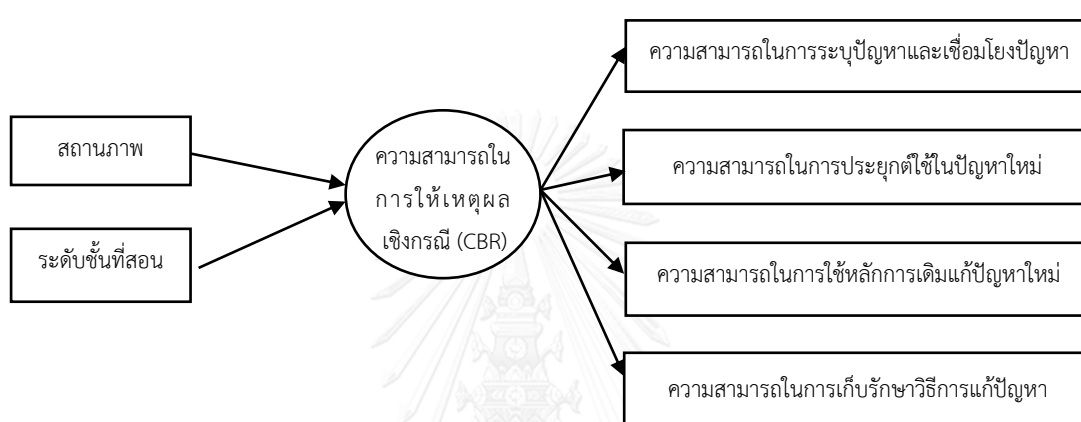 ความสามารถในการระบุปัญหาและเชื่อมโยงปัญหา
สถานภาพ
ความสามารถใน
การให้เหตุผล
เชิงกรณี (CBR)
ความสามารถในการประยุกต์ใช้ในปัญหาใหม่
ระดับชั้นที่สอน
ความสามารถในการใช้หลักการเดิมแก้ปัญหาใหม่
ความสามารถในการเก็บรักษาวิธีการแก้ปัญหา